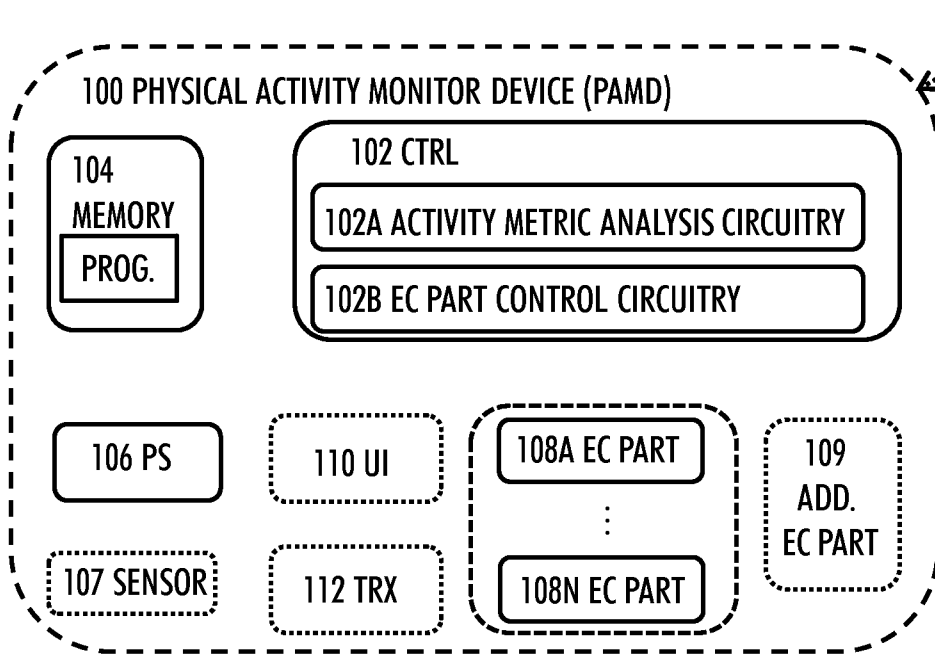 100 PHYSICAL ACTIVITY MONITOR DEVICE (PAMD)
104
MEMORY
PROG.
102 CTRL
102A ACTIVITY METRIC ANALYSIS CIRCUITRY
102B EC PART CONTROL CIRCUITRY
106 PS
110 UI
108A EC PART
⋮
108N EC PART
109
ADD.
EC PART
107 SENSOR
112 TRX